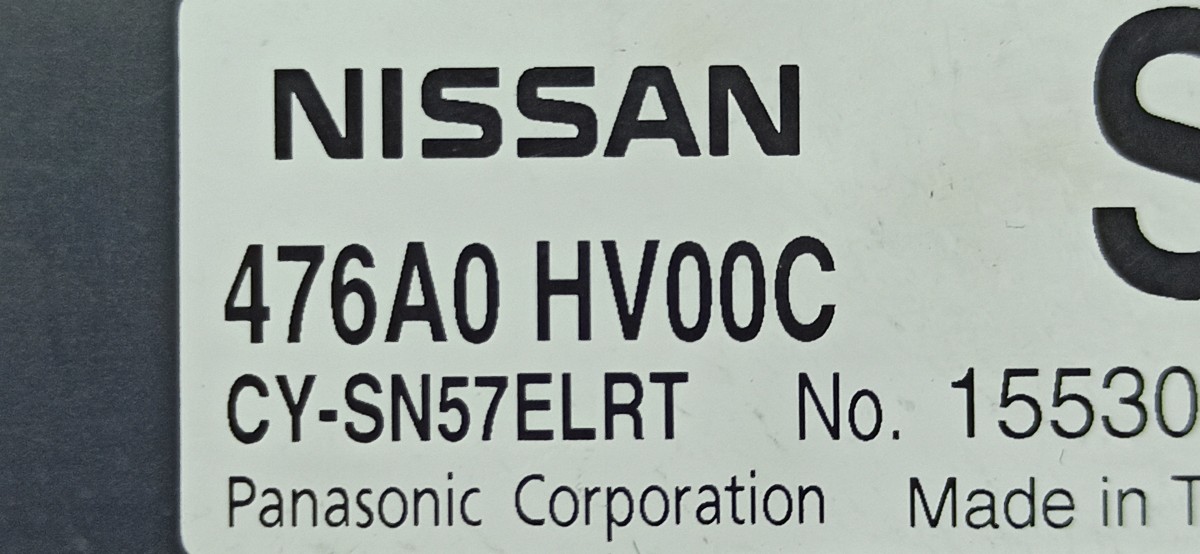 NISSAN
476A0 HV00C
CY-SN57ELRT No. 15530
Panasonic Corporation Made in T
S